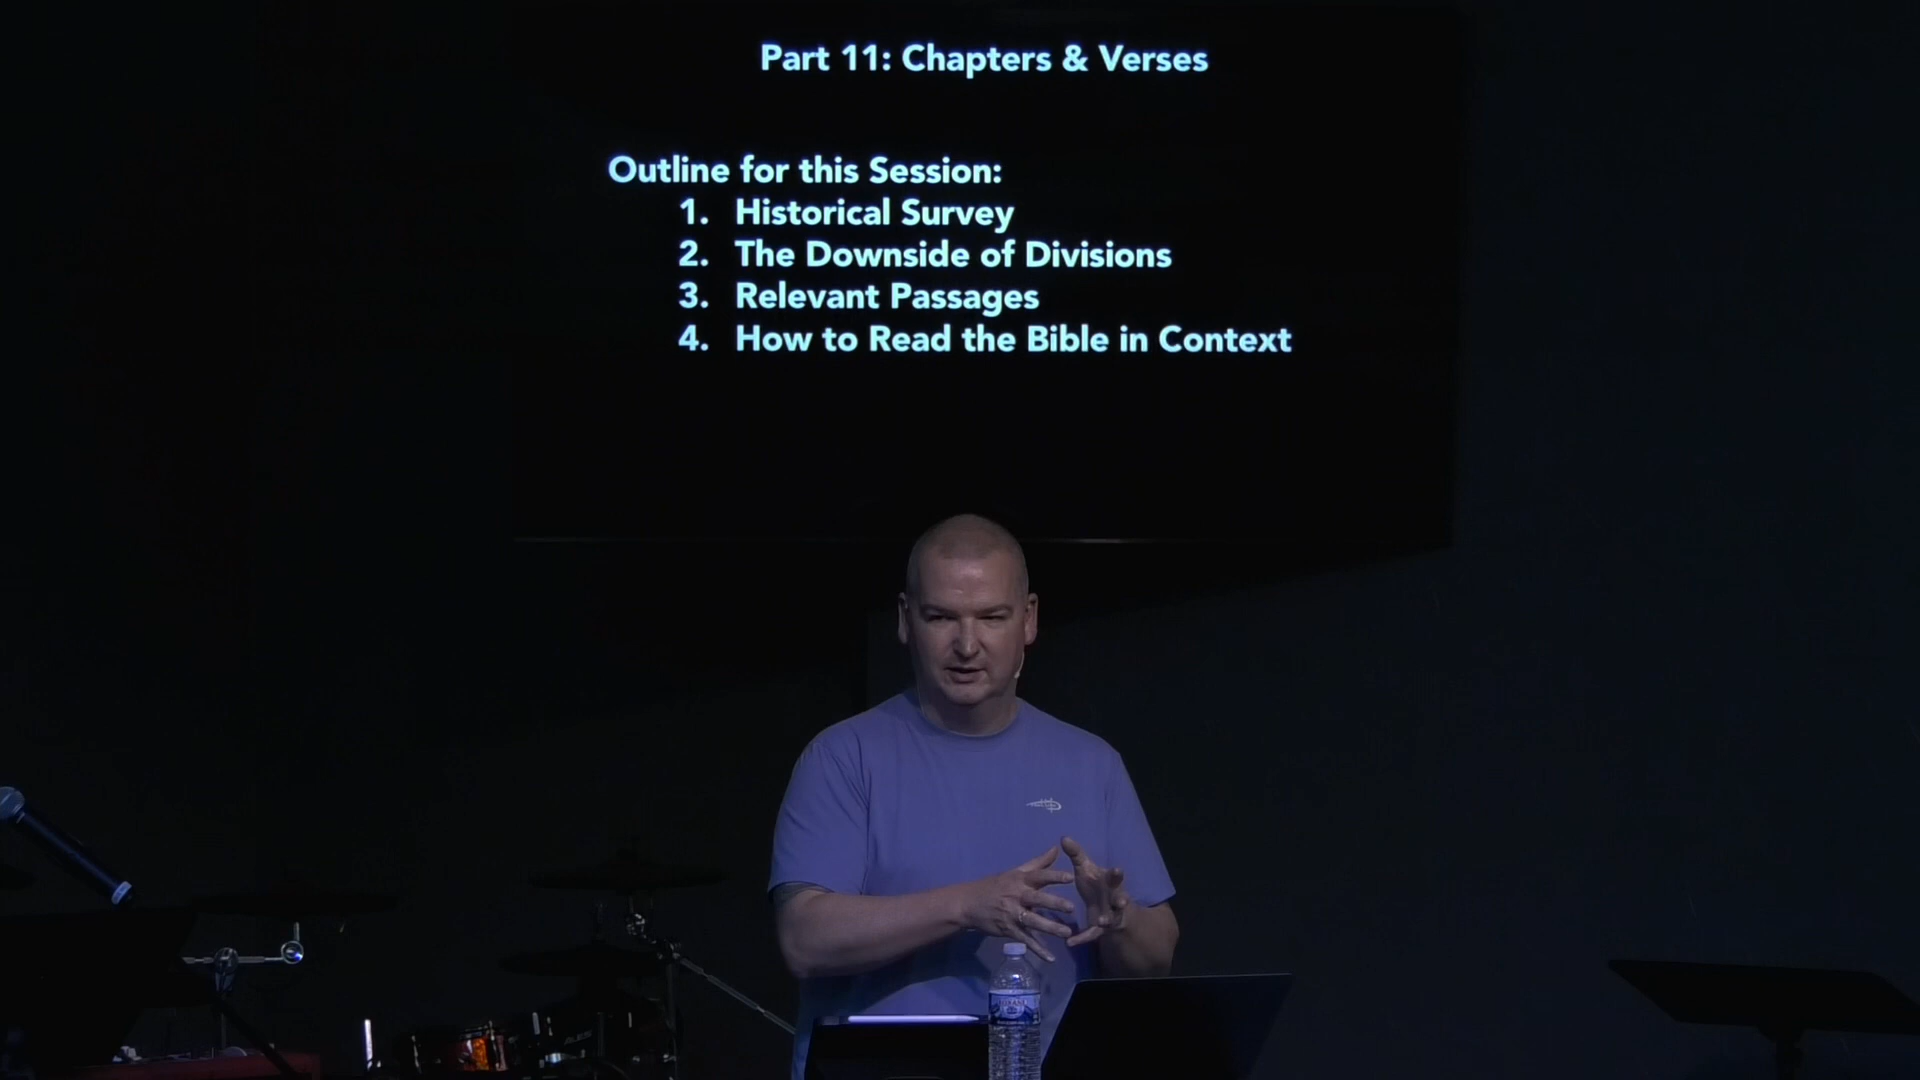 Part 11: Chapters & Verses
Outline for this Session:
1. Historical Survey
2. The Downside of Divisions
3. Relevant Passages
4. How to Read the Bible in Context